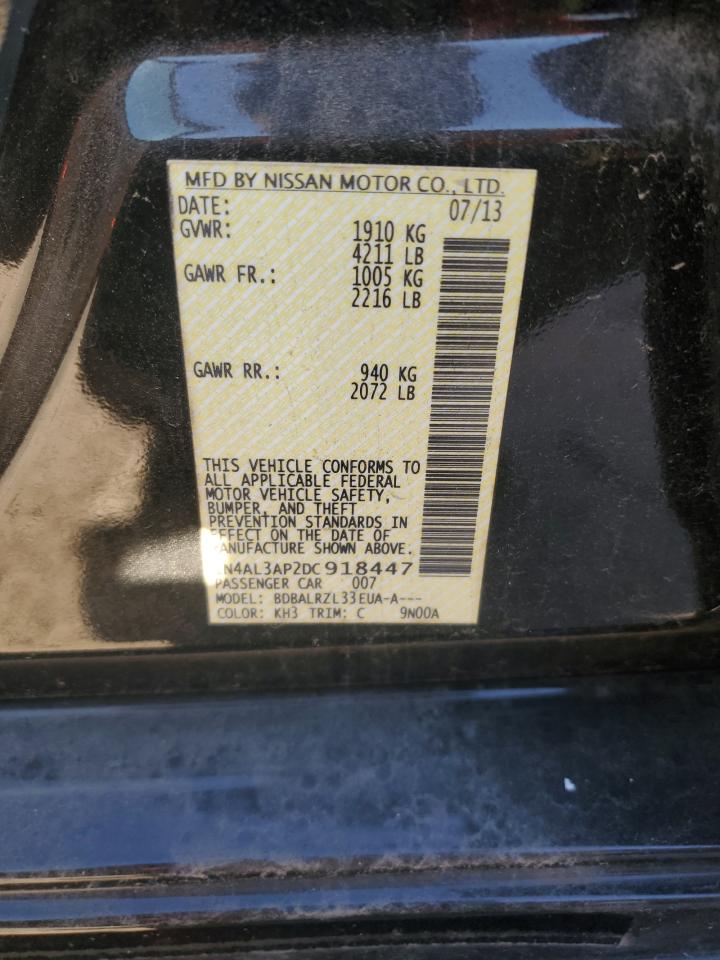 MFD BY NISSAN MOTOR CO., LTD.
DATE: 07/13
GVWR: 1910 KG
4211 LB
GAWR FR.: 1005 KG
2216 LB
GAWR RR.: 940 KG
2072 LB
THIS VEHICLE CONFORMS TO
ALL APPLICABLE FEDERAL
MOTOR VEHICLE SAFETY,
BUMPER, AND THEFT
PREVENTION STANDARDS IN
EFFECT ON THE DATE OF
MANUFACTURE SHOWN ABOVE.
N4AL3AP2DC918447
PASSENGER CAR 007
MODEL: BDBALRZL33EUA-A---
COLOR: KH3 TRIM: C 9N00A